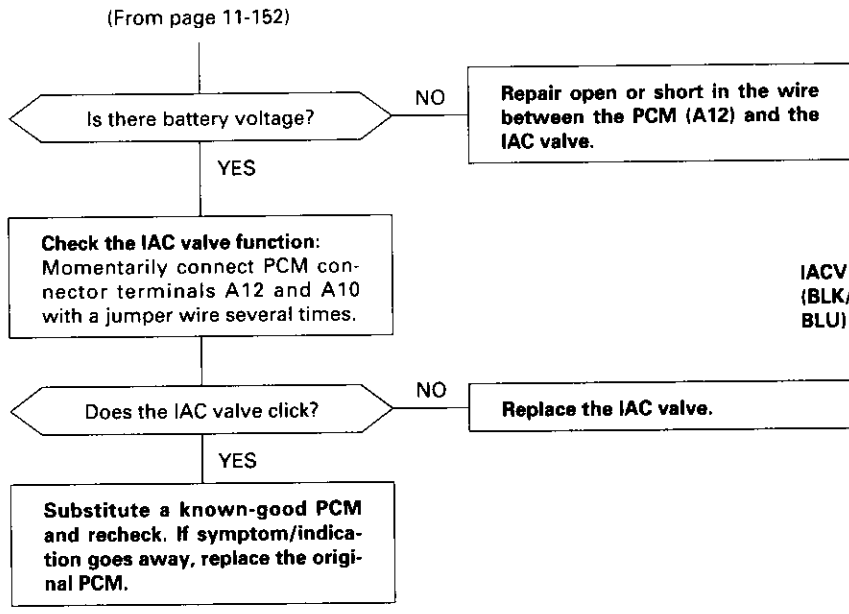 (From page 11-152)
Is there battery voltage?
NO
Repair open or short in the wire
between the PCM (A12) and the
IAC valve.
YES
Check the IAC valve function:
Momentarily connect PCM con-
nector terminals A12 and A10
with a jumper wire several times.
IACV
(BLK/
BLU)
Does the IAC valve click?
NO
Replace the IAC valve.
YES
Substitute a known-good PCM
and recheck. If symptom/indica-
tion goes away, replace the origi-
nal PCM.